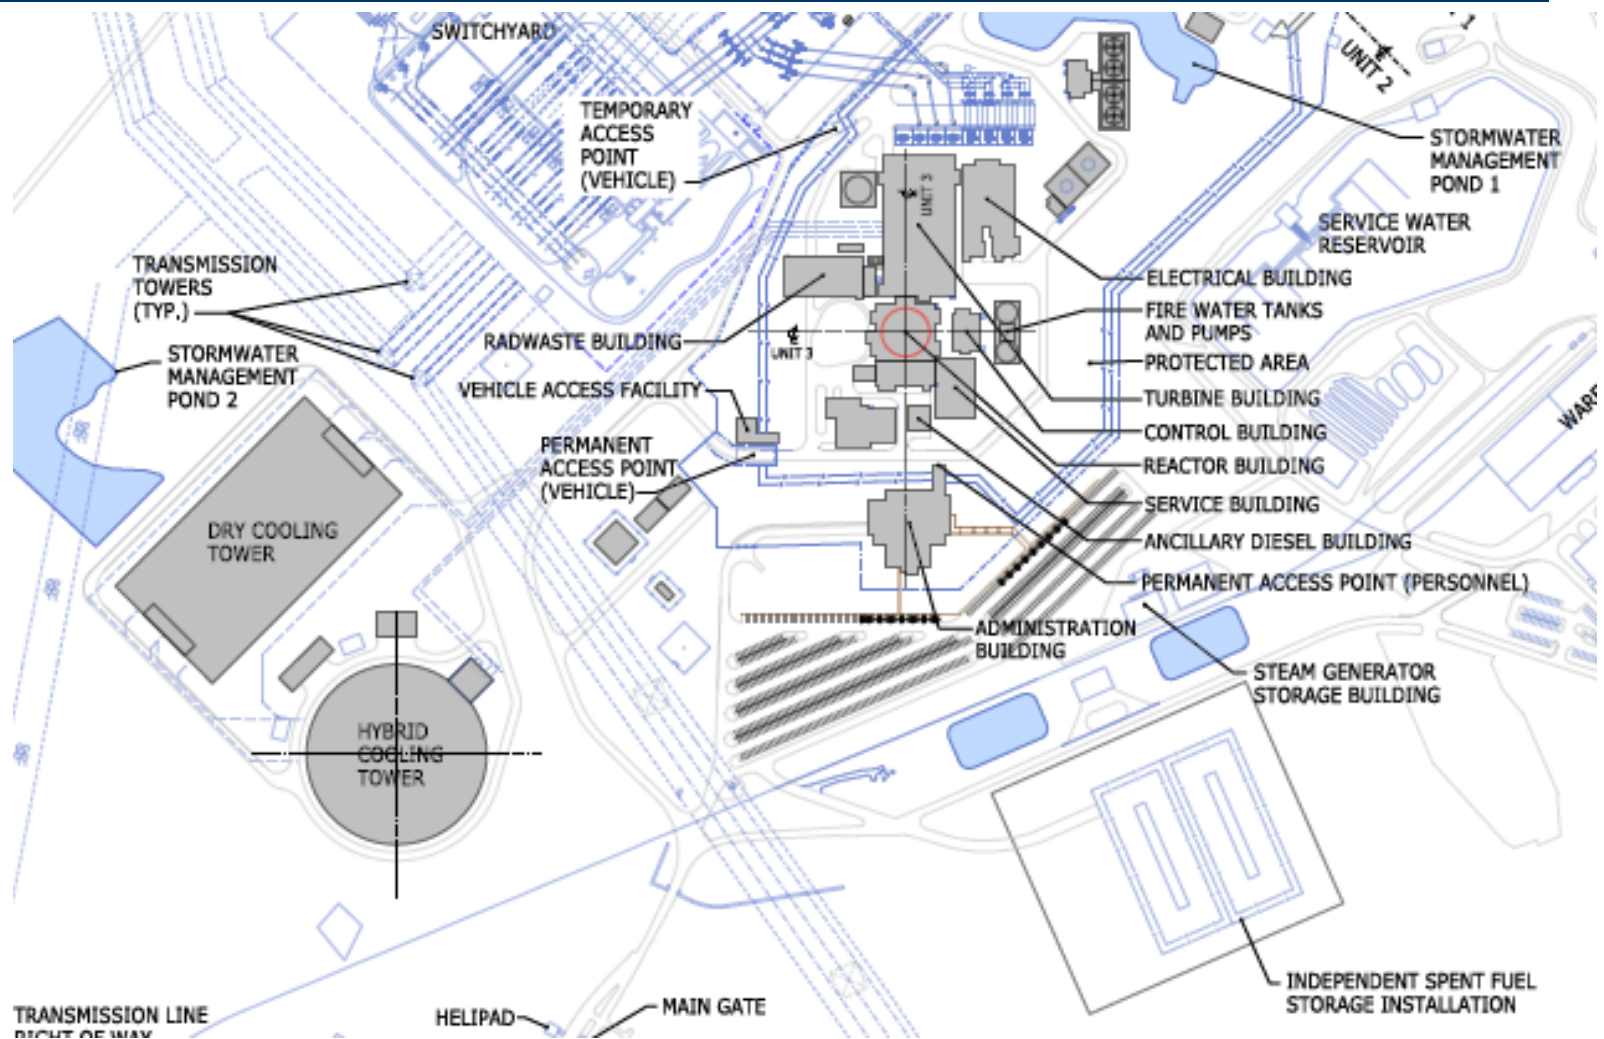 SWITCHYARD
UNIT 2
TEMPORARY
ACCESS
POINT
(VEHICLE)
STORMWATER
MANAGEMENT
POND 1
UNIT 3
SERVICE WATER
RESERVOIR
TRANSMISSION
TOWERS
(TYP.)
ELECTRICAL BUILDING
FIRE WATER TANKS
AND PUMPS
RADWASTE BUILDING
UNIT 3
STORMWATER
MANAGEMENT
POND 2
PROTECTED AREA
VEHICLE ACCESS FACILITY
TURBINE BUILDING
CONTROL BUILDING
PERMANENT
ACCESS POINT
(VEHICLE)
REACTOR BUILDING
SERVICE BUILDING
DRY COOLING
TOWER
ANCILLARY DIESEL BUILDING
PERMANENT ACCESS POINT (PERSONNEL)
ADMINISTRATION
BUILDING
STEAM GENERATOR
STORAGE BUILDING
HYBRID
COOLING
TOWER
INDEPENDENT SPENT FUEL
STORAGE INSTALLATION
MAIN GATE
HELIPAD
TRANSMISSION LINE
RIGHT OF WAY